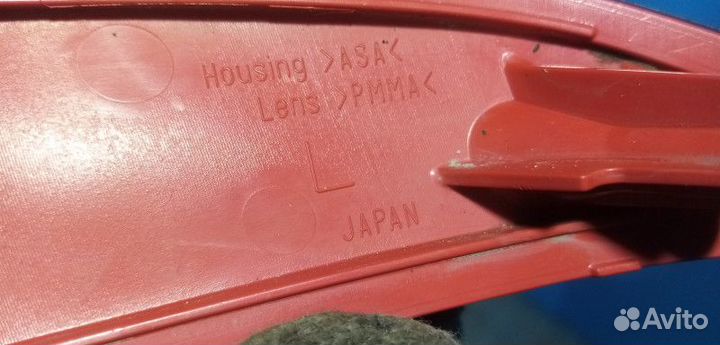 Housing >ASA<
Lens >PMMA<
L
JAPAN
Avito